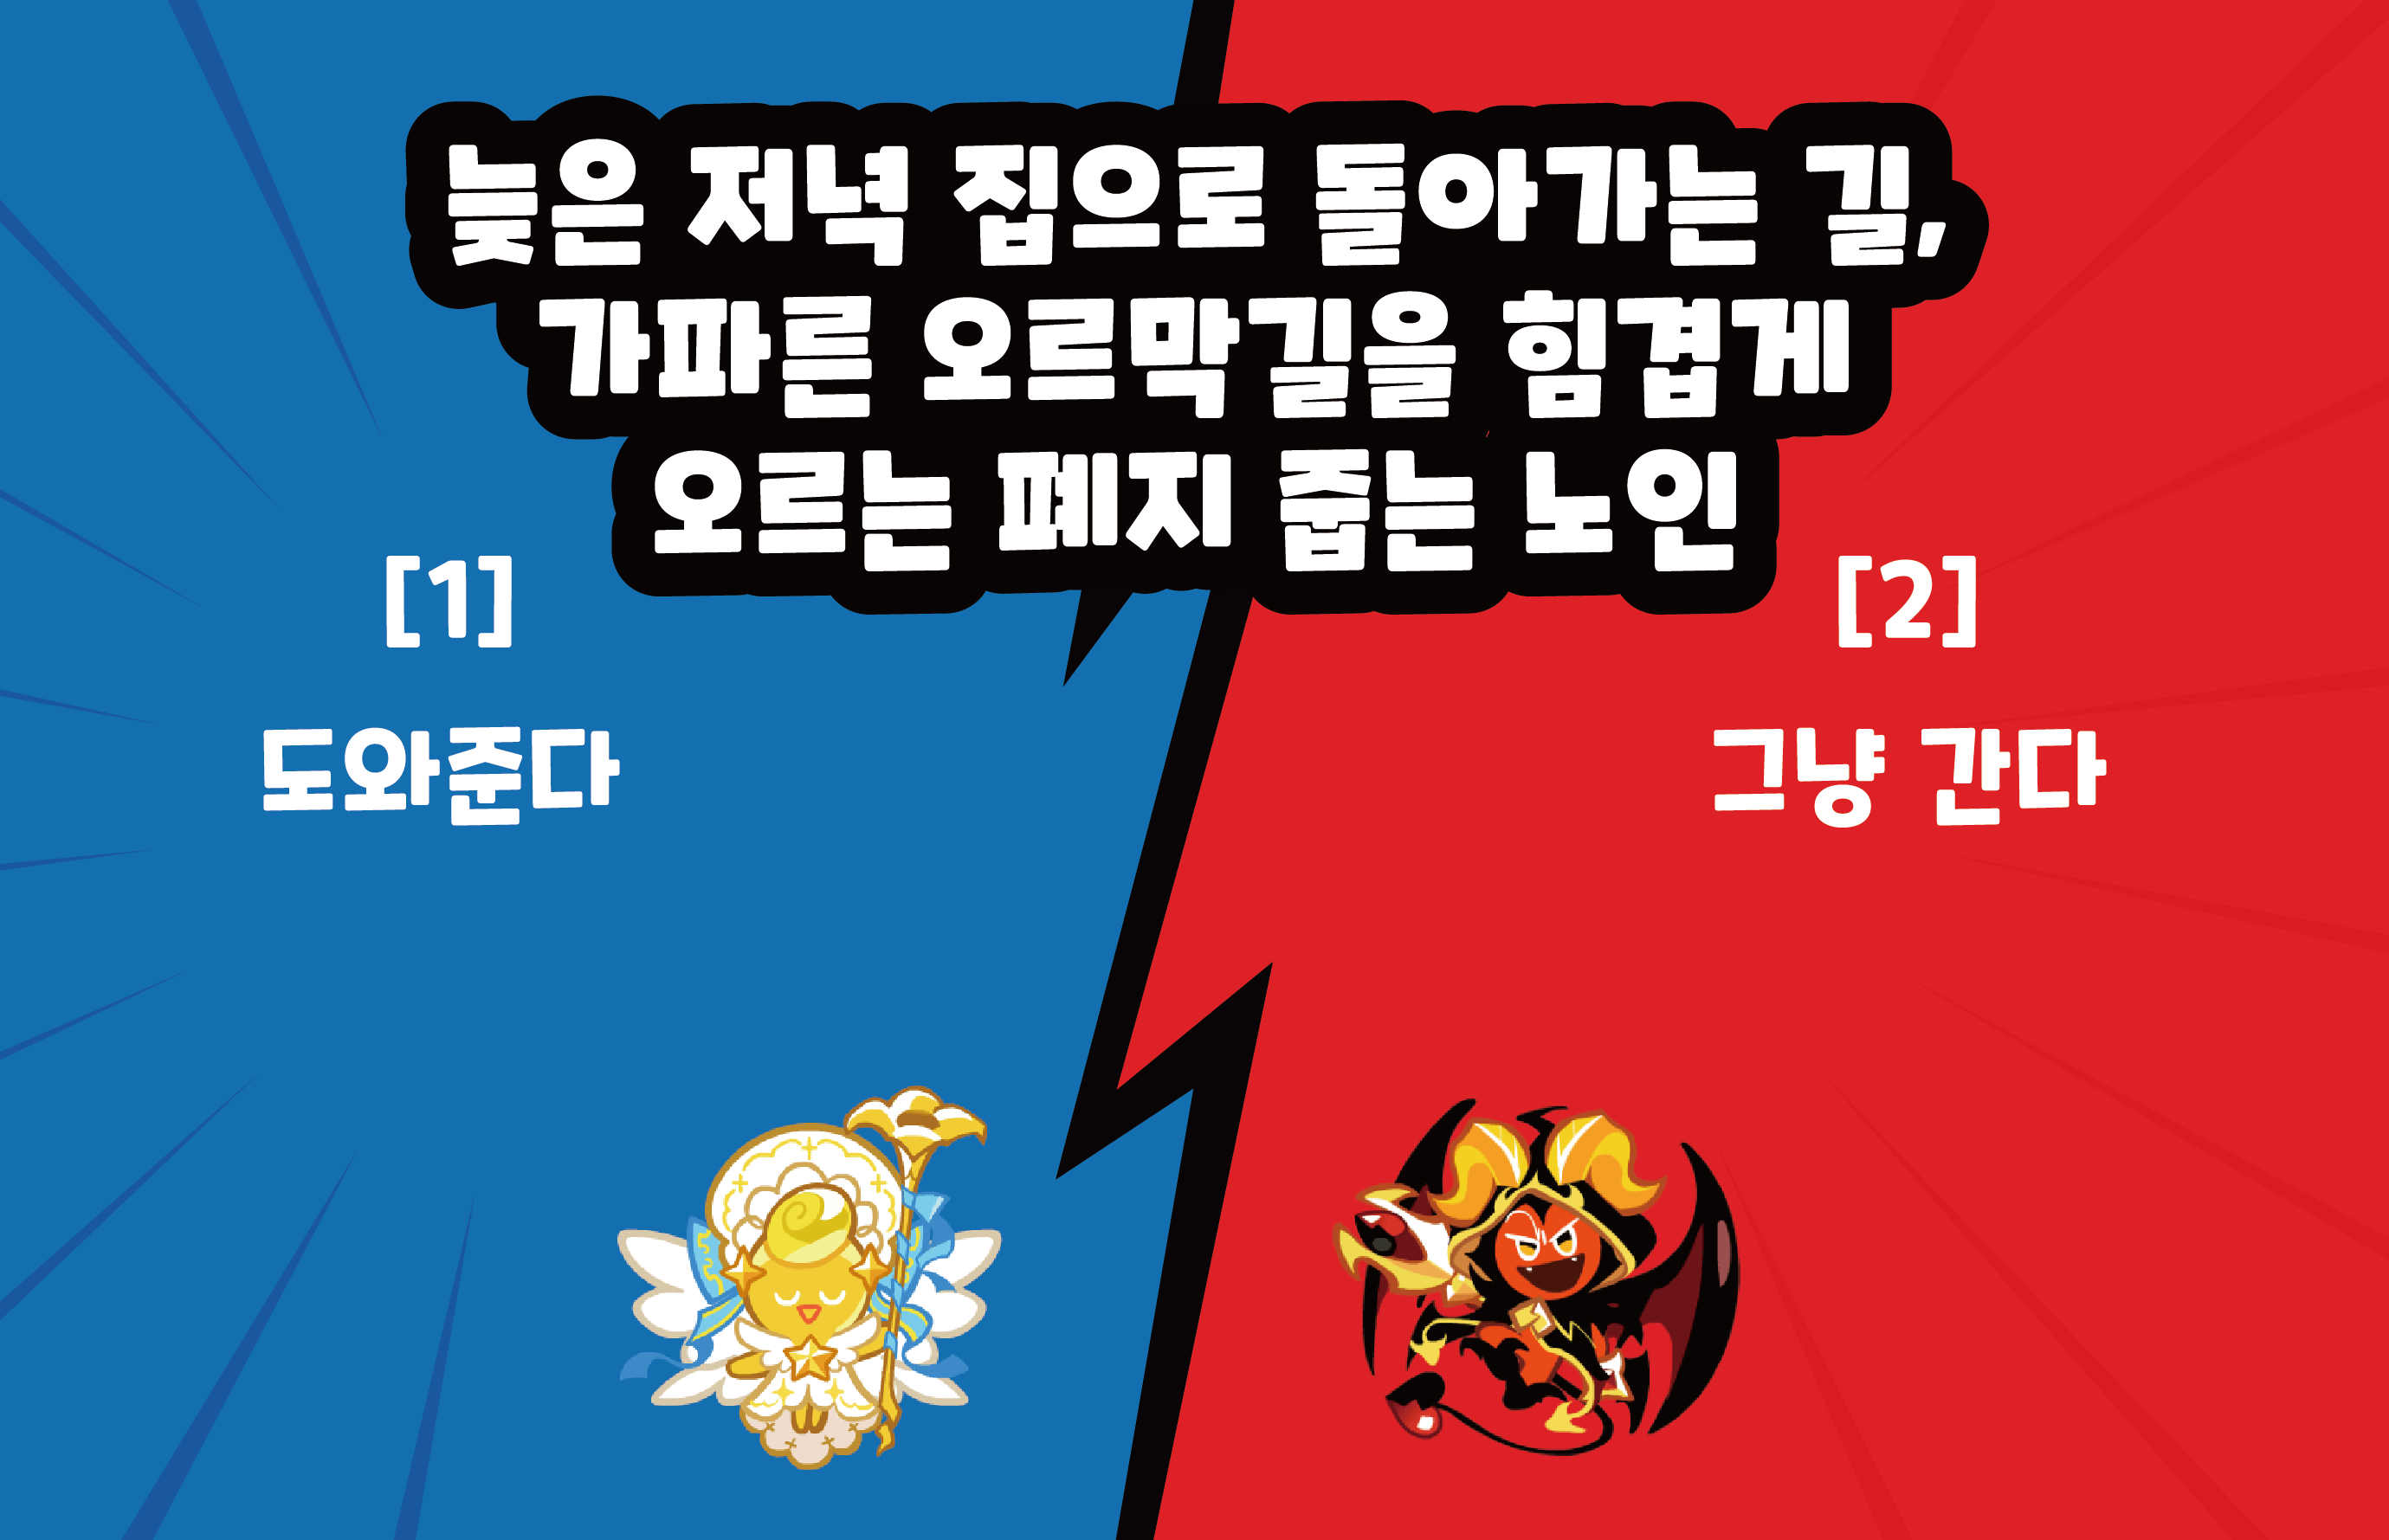 늦은 저녁 집으로 돌아가는 길,
가파른 오르막길을 힘겹게
오르는 폐지 줍는 노인
[1]
도와준다
[2]
그냥 간다